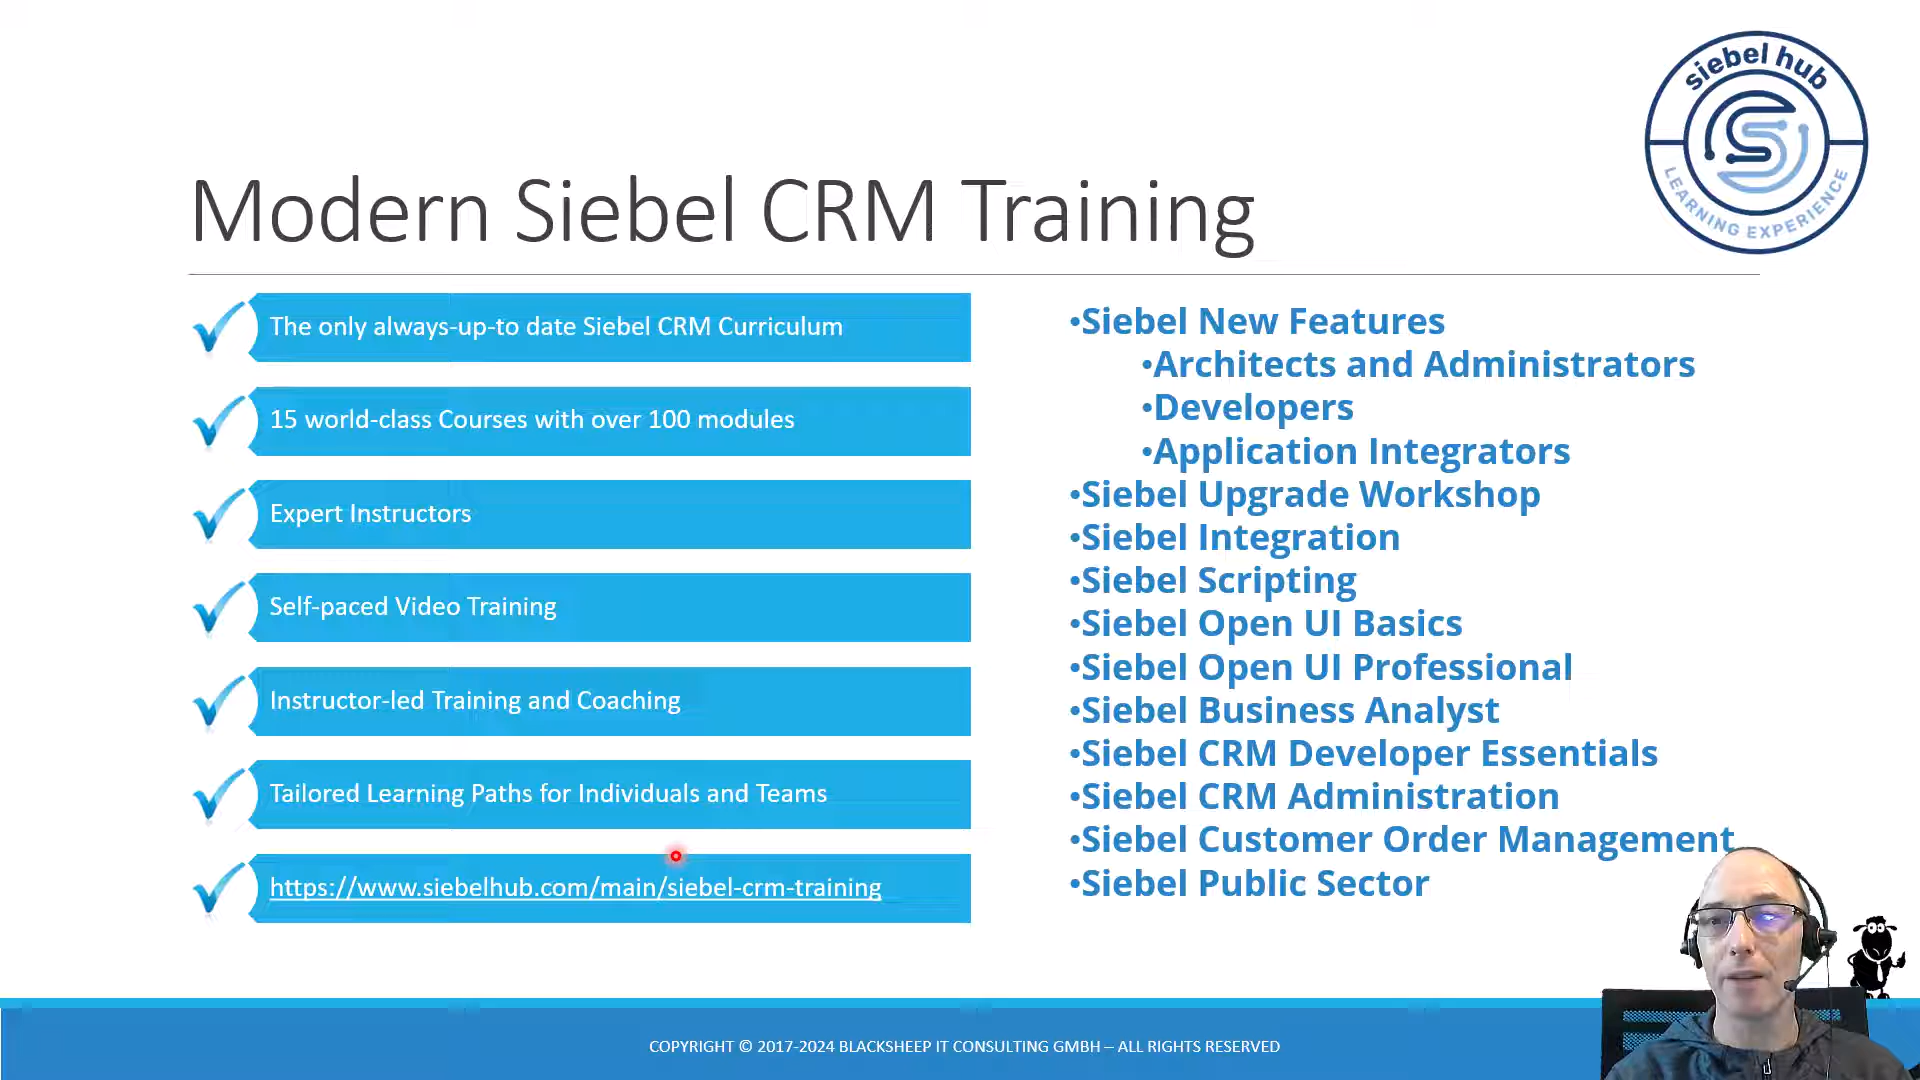 siebel hub
LEARNING EXPERIENCE
Modern Siebel CRM Training
The only always-up-to date Siebel CRM Curriculum
15 world-class Courses with over 100 modules
Expert Instructors
Self-paced Video Training
Instructor-led Training and Coaching
Tailored Learning Paths for Individuals and Teams
https://www.siebelhub.com/main/siebel-crm-training
•Siebel New Features
•Architects and Administrators
•Developers
•Application Integrators
•Siebel Upgrade Workshop
•Siebel Integration
•Siebel Scripting
•Siebel Open UI Basics
•Siebel Open UI Professional
•Siebel Business Analyst
•Siebel CRM Developer Essentials
•Siebel CRM Administration
•Siebel Customer Order Management
•Siebel Public Sector
COPYRIGHT © 2017-2024 BLACKSHEEP IT CONSULTING GMBH – ALL RIGHTS RESERVED